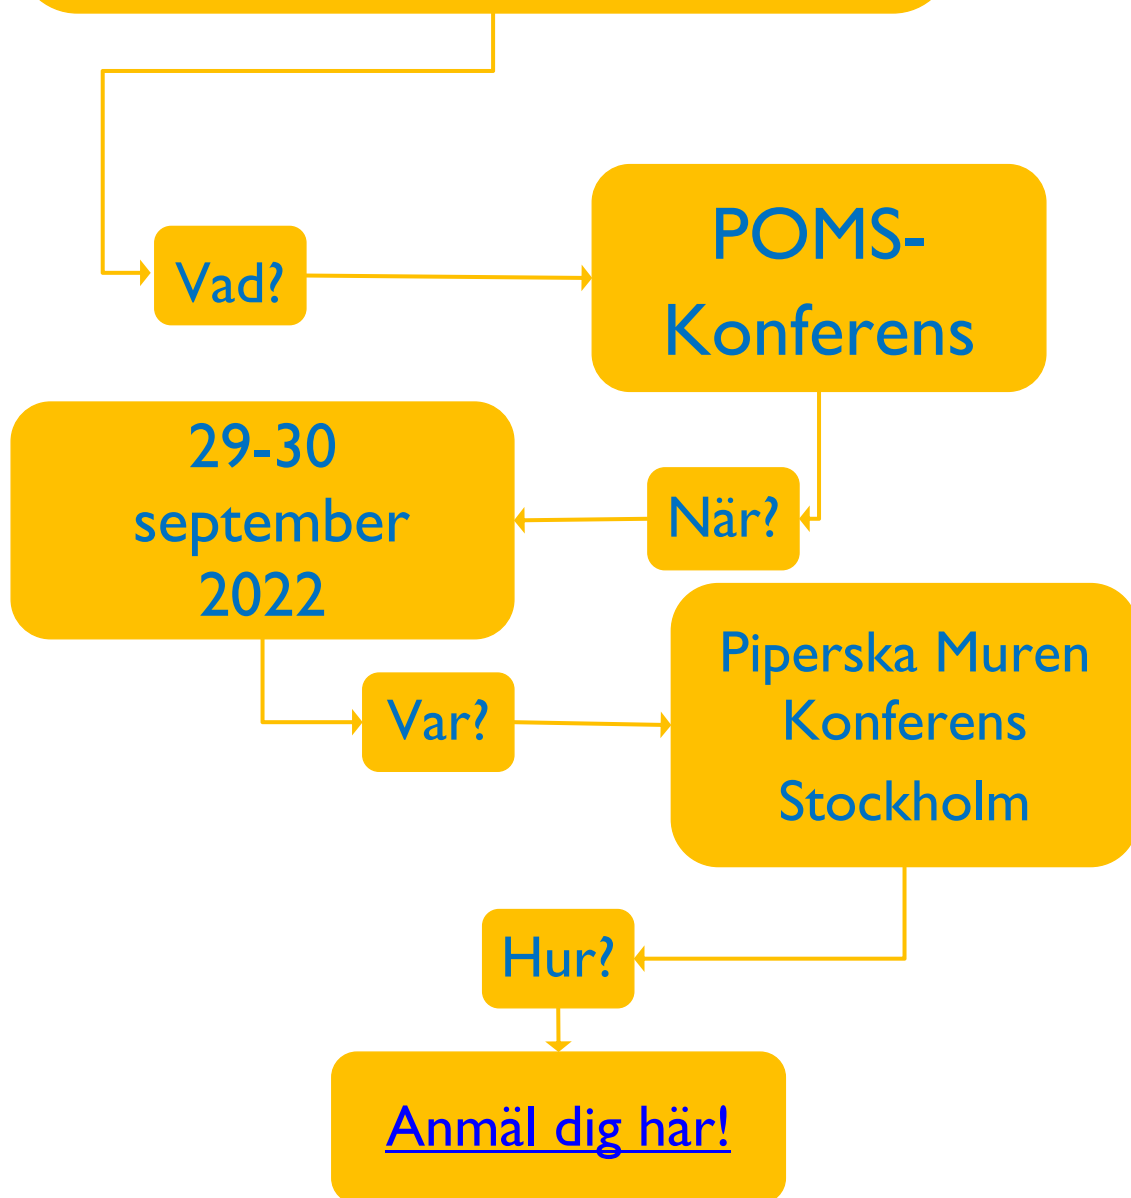 Vad?
POMS-
Konferens
När?
29-30
september
2022
Var?
Piperska Muren
Konferens
Stockholm
Hur?
Anmäl dig här!